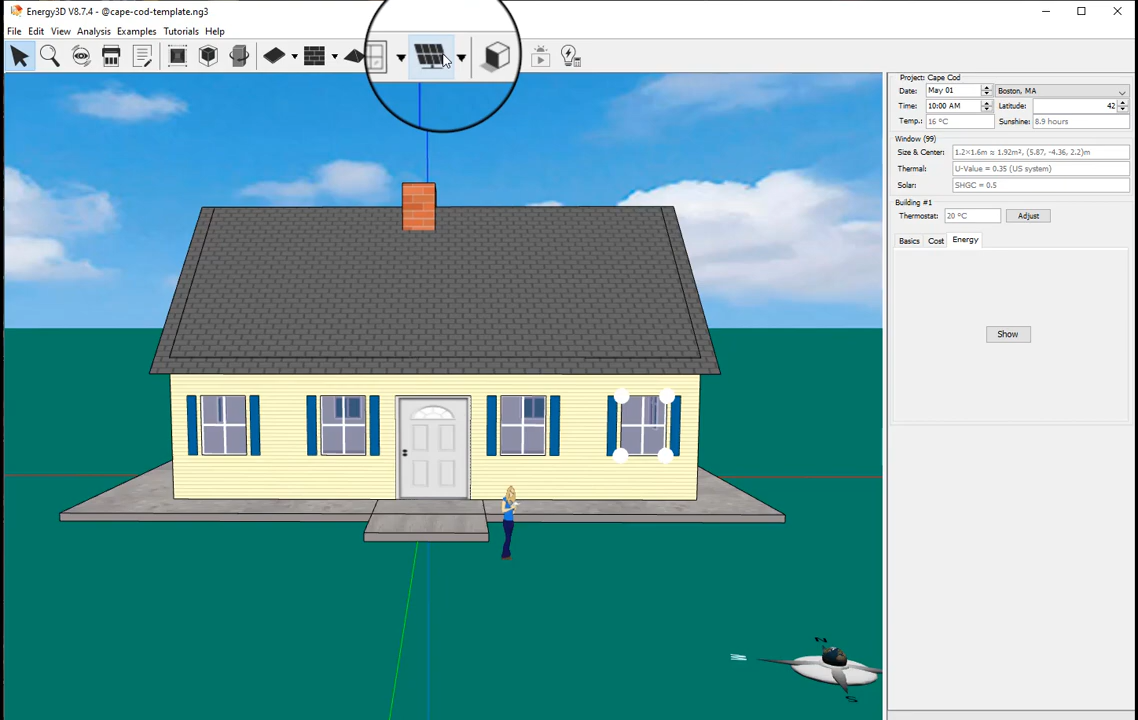 Energy3D V8.7.4 - @cape-cod-template.ng3
File Edit View Analysis Examples Tutorials Help
Project: Cape Cod
Date: May 01 Boston, MA
Time: 10:00 AM Latitude: 42
Temp.: 16 ºC Sunshine: 8.9 hours
Window (99)
Size & Center: 1.2×1.6m ≈ 1.92m², (5.87, -4.36, 2.2)m
Thermal: U-Value = 0.35 (US system)
Solar: SHGC = 0.5
Building #1
Thermostat: 20 ºC Adjust
Basics Cost Energy
Show
N
S